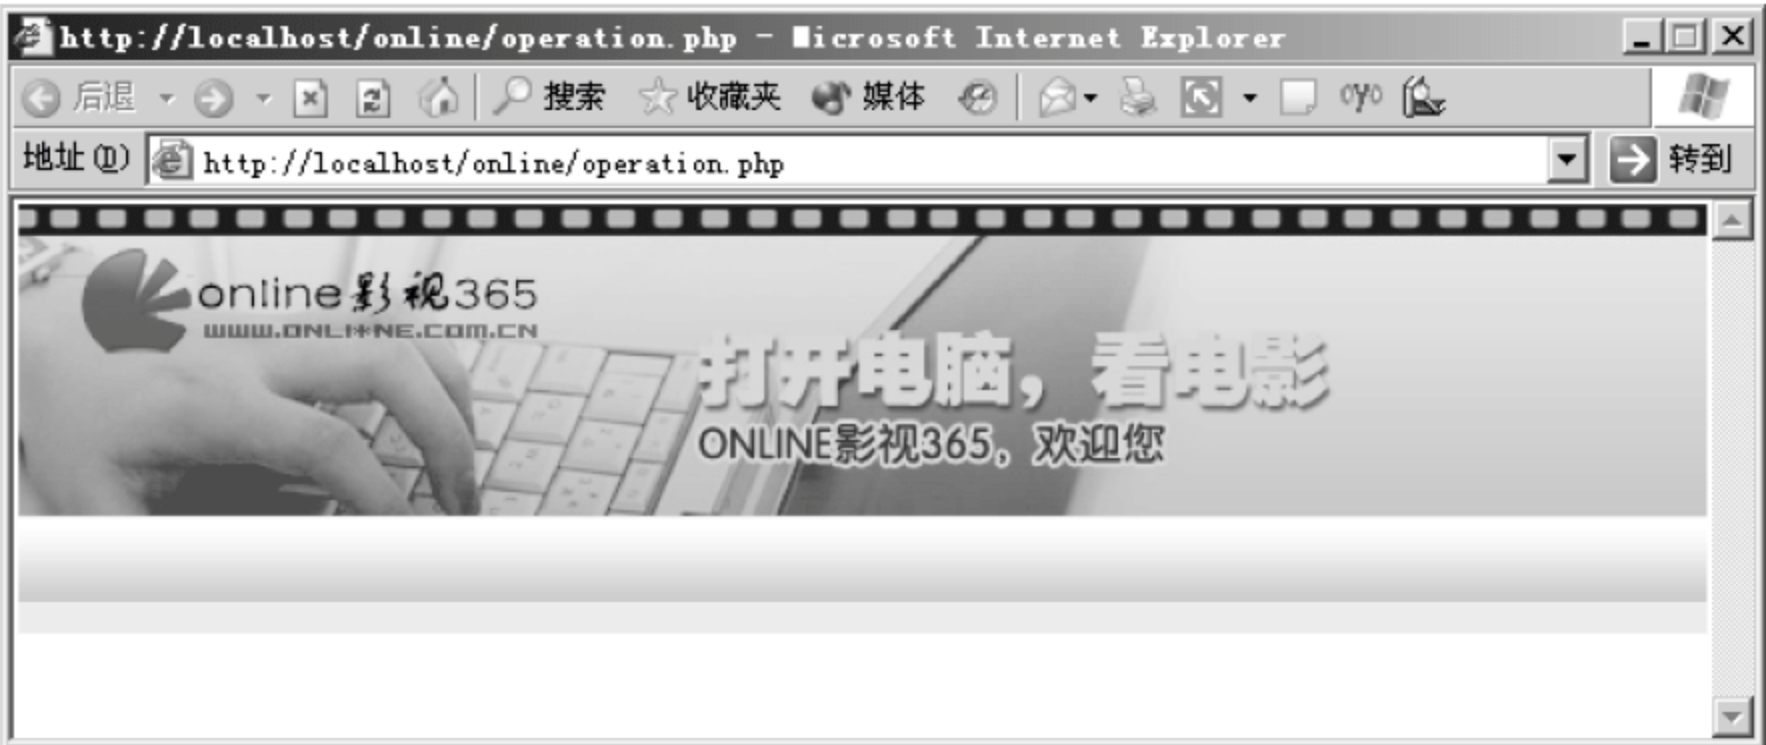 http://localhost/online/operation.php - Microsoft Internet Explorer
后退 搜索 收藏夹 媒体
地址(D) http://localhost/online/operation.php 转到
online影视365
WWW.ONLI*NE.COM.CN
打开电脑，看电影
ONLINE影视365，欢迎您